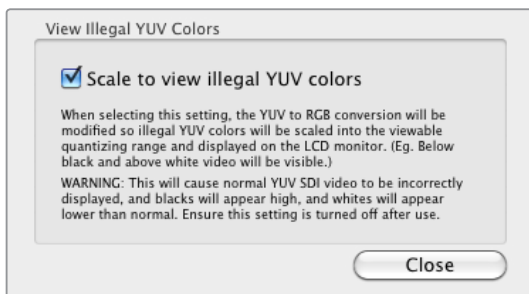 View Illegal YUV Colors
Scale to view illegal YUV colors
When selecting this setting, the YUV to RGB conversion will be
modified so illegal YUV colors will be scaled into the viewable
quantizing range and displayed on the LCD monitor. (Eg. Below
black and above white video will be visible.)
WARNING: This will cause normal YUV SDI video to be incorrectly
displayed, and blacks will appear high, and whites will appear
lower than normal. Ensure this setting is turned off after use.
Close